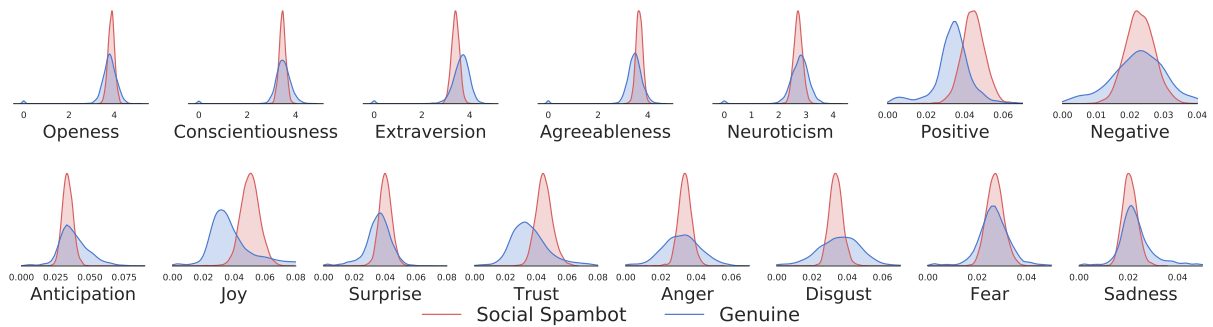 0 2 4 0 2 4 0 2 4 0 2 4 0 1 2 3 4 0.00 0.02 0.04 0.06 0.00 0.01 0.02 0.03 0.04
Openess Conscientiousness Extraversion Agreeableness Neuroticism Positive Negative
0.000 0.025 0.050 0.075 0.00 0.02 0.04 0.06 0.08 0.00 0.02 0.04 0.06 0.08 0.00 0.02 0.04 0.06 0.08 0.00 0.02 0.04 0.06 0.00 0.02 0.04 0.06 0.00 0.02 0.04 0.00 0.02 0.04
Anticipation Joy Surprise Trust Anger Disgust Fear Sadness
Social Spambot Genuine